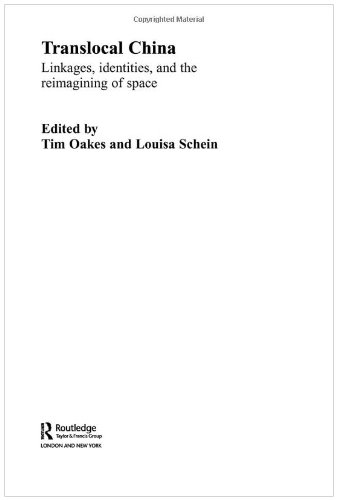 Copyrighted Material
Translocal China
Linkages, identities, and the
reimagining of space
Edited by
Tim Oakes and Louisa Schein
R Routledge
Taylor & Francis Group
LONDON AND NEW YORK